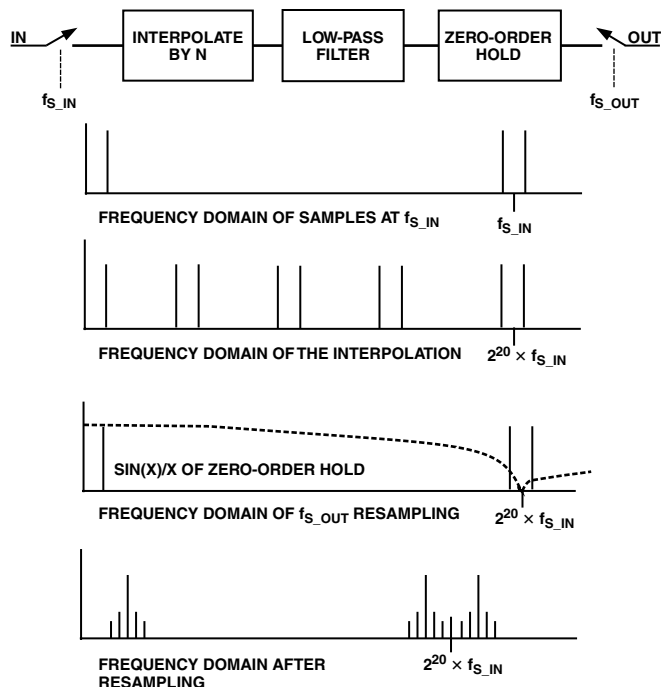 IN
INTERPOLATE
BY N
LOW-PASS
FILTER
ZERO-ORDER
HOLD
OUT
fS_IN
fS_OUT
FREQUENCY DOMAIN OF SAMPLES AT fS_IN
fS_IN
FREQUENCY DOMAIN OF THE INTERPOLATION
2^20 × fS_IN
SIN(X)/X OF ZERO-ORDER HOLD
FREQUENCY DOMAIN OF fS_OUT RESAMPLING
2^20 × fS_IN
FREQUENCY DOMAIN AFTER
RESAMPLING
2^20 × fS_IN